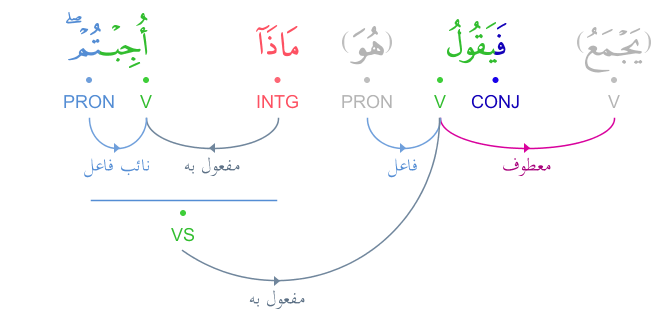 (يَجْمَعُ) فَيَقُولُ (هُوَ) مَاذَآ أُجِبْتُمْ ۖ
V CONJ V PRON INTG V PRON
معطوف فاعل مفعول به نائب فاعل
VS
مفعول به